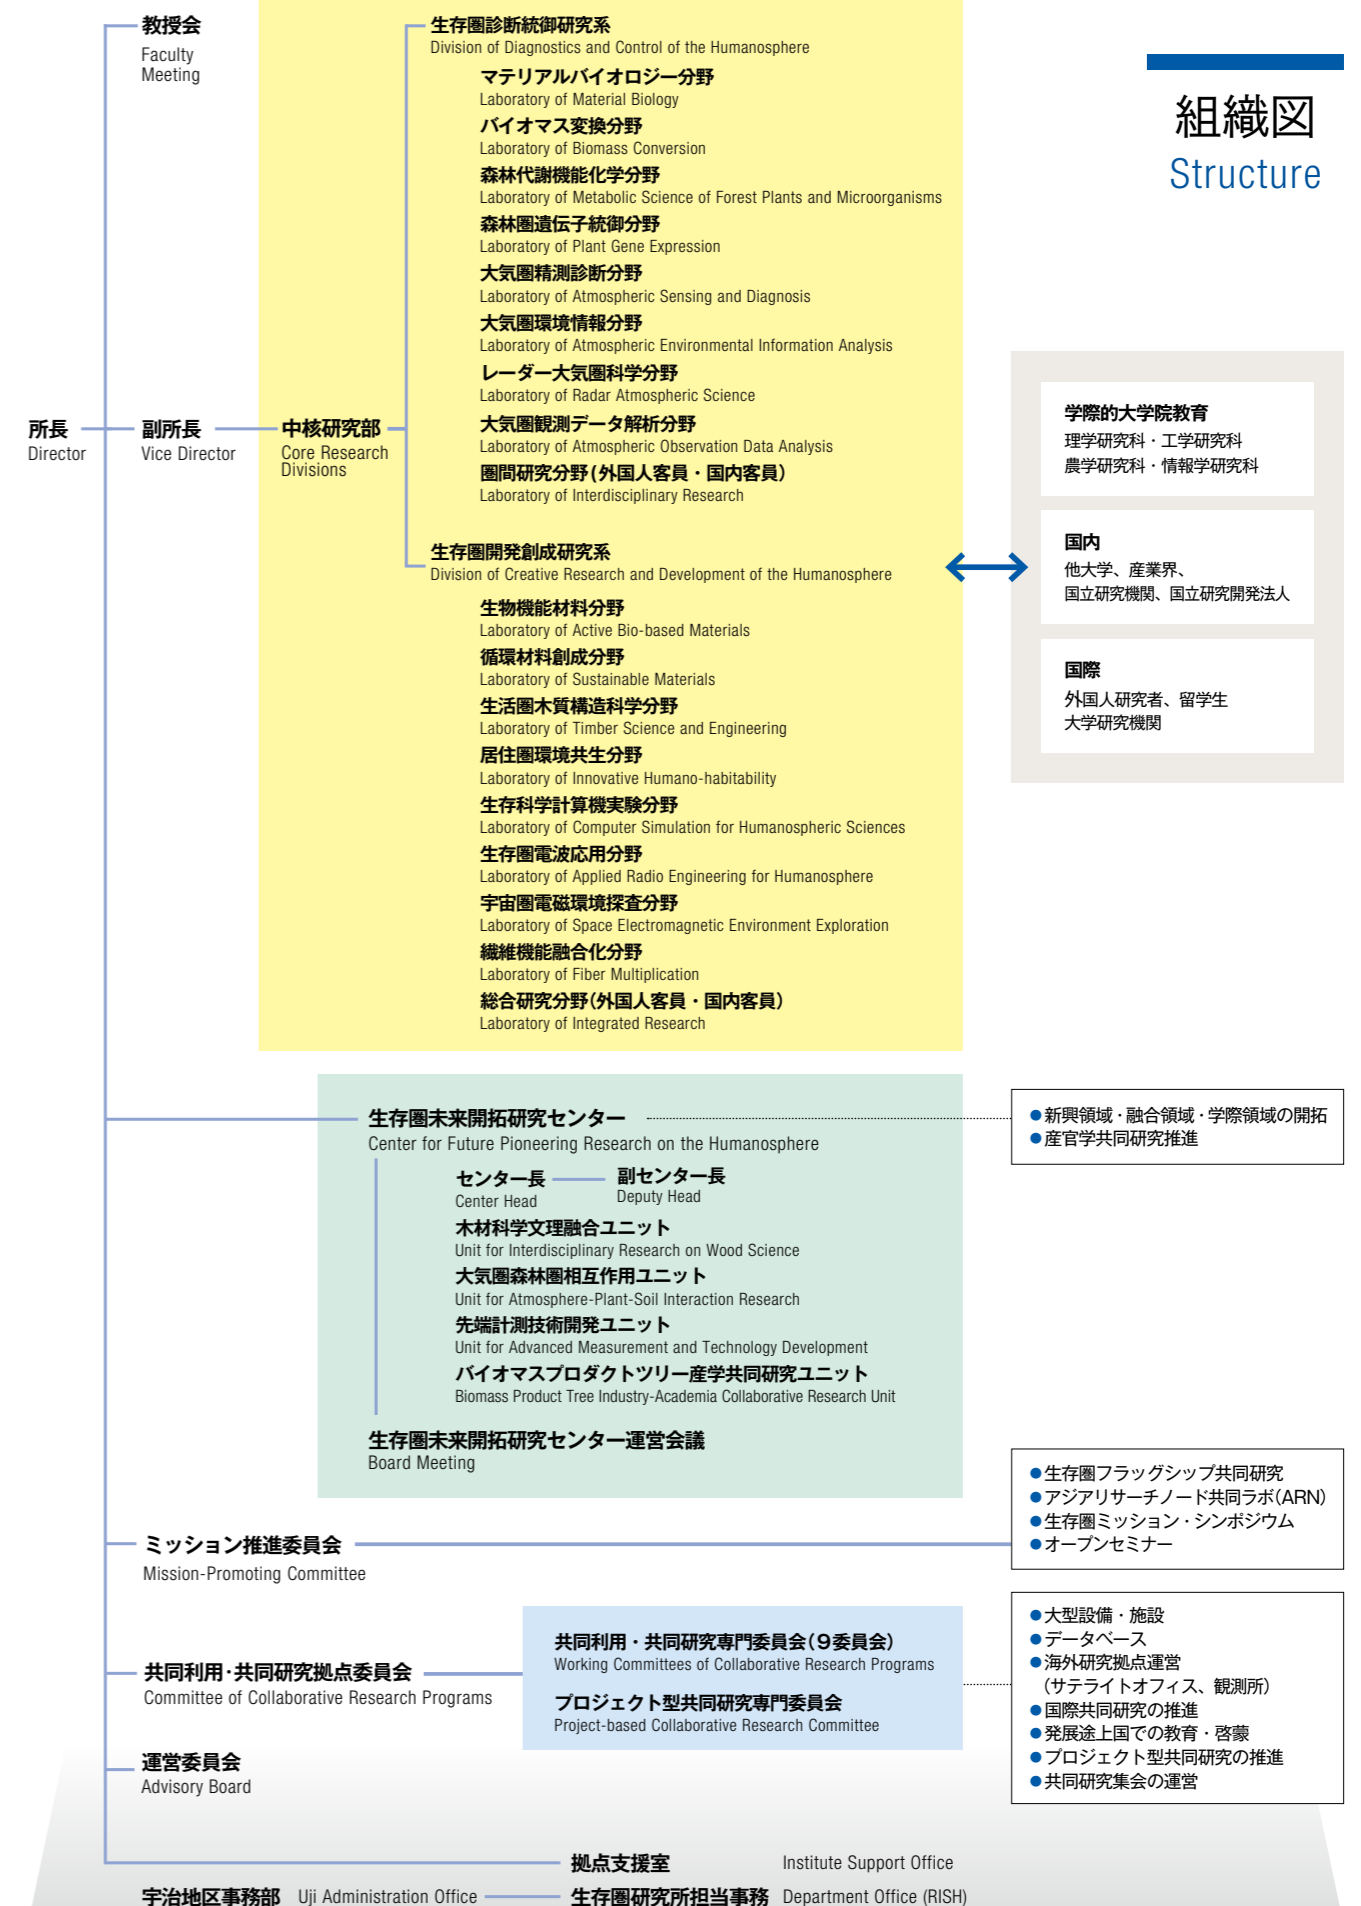 組織図
Structure
教授会
Faculty
Meeting
所長
Director
副所長
Vice Director
中核研究部
Core Research
Divisions
生存圏診断統御研究系
Division of Diagnostics and Control of the Humanosphere
マテリアルバイオロジー分野
Laboratory of Material Biology
バイオマス変換分野
Laboratory of Biomass Conversion
森林代謝機能化学分野
Laboratory of Metabolic Science of Forest Plants and Microorganisms
森林圏遺伝子統御分野
Laboratory of Plant Gene Expression
大気圏精測診断分野
Laboratory of Atmospheric Sensing and Diagnosis
大気圏環境情報分野
Laboratory of Atmospheric Environmental Information Analysis
レーダー大気圏科学分野
Laboratory of Radar Atmospheric Science
大気圏観測データ解析分野
Laboratory of Atmospheric Observation Data Analysis
圏間研究分野(外国人客員・国内客員)
Laboratory of Interdisciplinary Research
生存圏開発創成研究系
Division of Creative Research and Development of the Humanosphere
生物機能材料分野
Laboratory of Active Bio-based Materials
循環材料創成分野
Laboratory of Sustainable Materials
生活圏木質構造科学分野
Laboratory of Timber Science and Engineering
居住圏環境共生分野
Laboratory of Innovative Humano-habitability
生存科学計算機実験分野
Laboratory of Computer Simulation for Humanospheric Sciences
生存圏電波応用分野
Laboratory of Applied Radio Engineering for Humanosphere
宇宙圏電磁環境探査分野
Laboratory of Space Electromagnetic Environment Exploration
繊維機能融合化分野
Laboratory of Fiber Multiplication
総合研究分野(外国人客員・国内客員)
Laboratory of Integrated Research
学際的大学院教育
理学研究科・工学研究科
農学研究科・情報学研究科
国内
他大学、産業界、
国立研究機関、国立研究開発法人
国際
外国人研究者、留学生
大学研究機関
生存圏未来開拓研究センター
Center for Future Pioneering Research on the Humanosphere
センター長
Center Head
副センター長
Deputy Head
木材科学文理融合ユニット
Unit for Interdisciplinary Research on Wood Science
大気圏森林圏相互作用ユニット
Unit for Atmosphere-Plant-Soil Interaction Research
先端計測技術開発ユニット
Unit for Advanced Measurement and Technology Development
バイオマスプロダクトツリー産学共同研究ユニット
Biomass Product Tree Industry-Academia Collaborative Research Unit
生存圏未来開拓研究センター運営会議
Board Meeting
●新興領域・融合領域・学際領域の開拓
●産官学共同研究推進
ミッション推進委員会
Mission-Promoting Committee
●生存圏フラッグシップ共同研究
●アジアリサーチノード共同ラボ(ARN)
●生存圏ミッション・シンポジウム
●オープンセミナー
共同利用・共同研究拠点委員会
Committee of Collaborative Research Programs
共同利用・共同研究専門委員会(9委員会)
Working Committees of Collaborative Research Programs
プロジェクト型共同研究専門委員会
Project-based Collaborative Research Committee
●大型設備・施設
●データベース
●海外研究拠点運営
(サテライトオフィス、観測所)
●国際共同研究の推進
●発展途上国での教育・啓蒙
●プロジェクト型共同研究の推進
●共同研究集会の運営
運営委員会
Advisory Board
拠点支援室 Institute Support Office
宇治地区事務部 Uji Administration Office 生存圏研究所担当事務 Department Office (RISH)